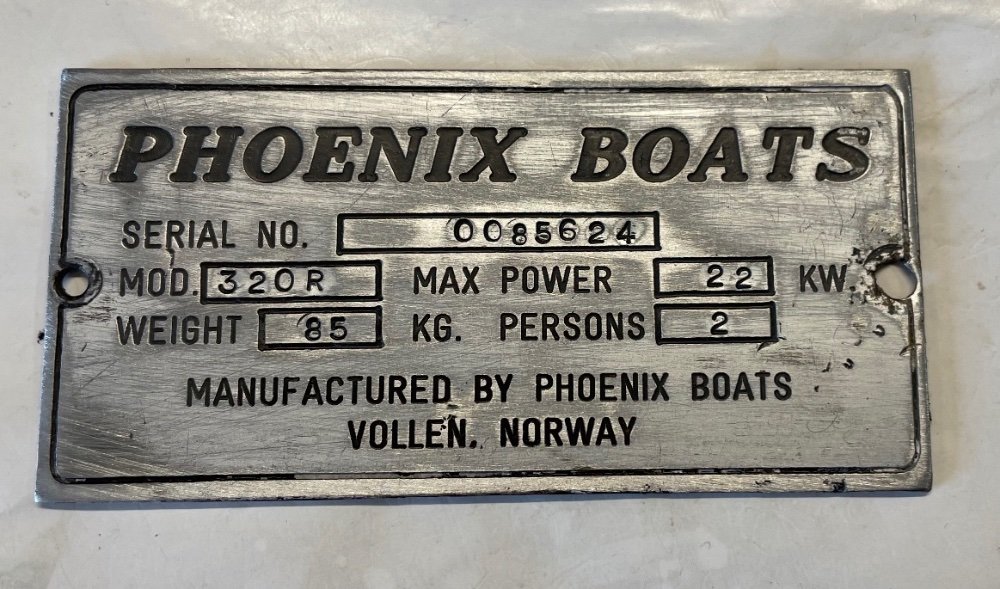 PHOENIX BOATS
SERIAL NO. 0085624
MOD. 320R MAX POWER 22 KW.
WEIGHT 85 KG. PERSONS 2
MANUFACTURED BY PHOENIX BOATS
VOLLEN. NORWAY